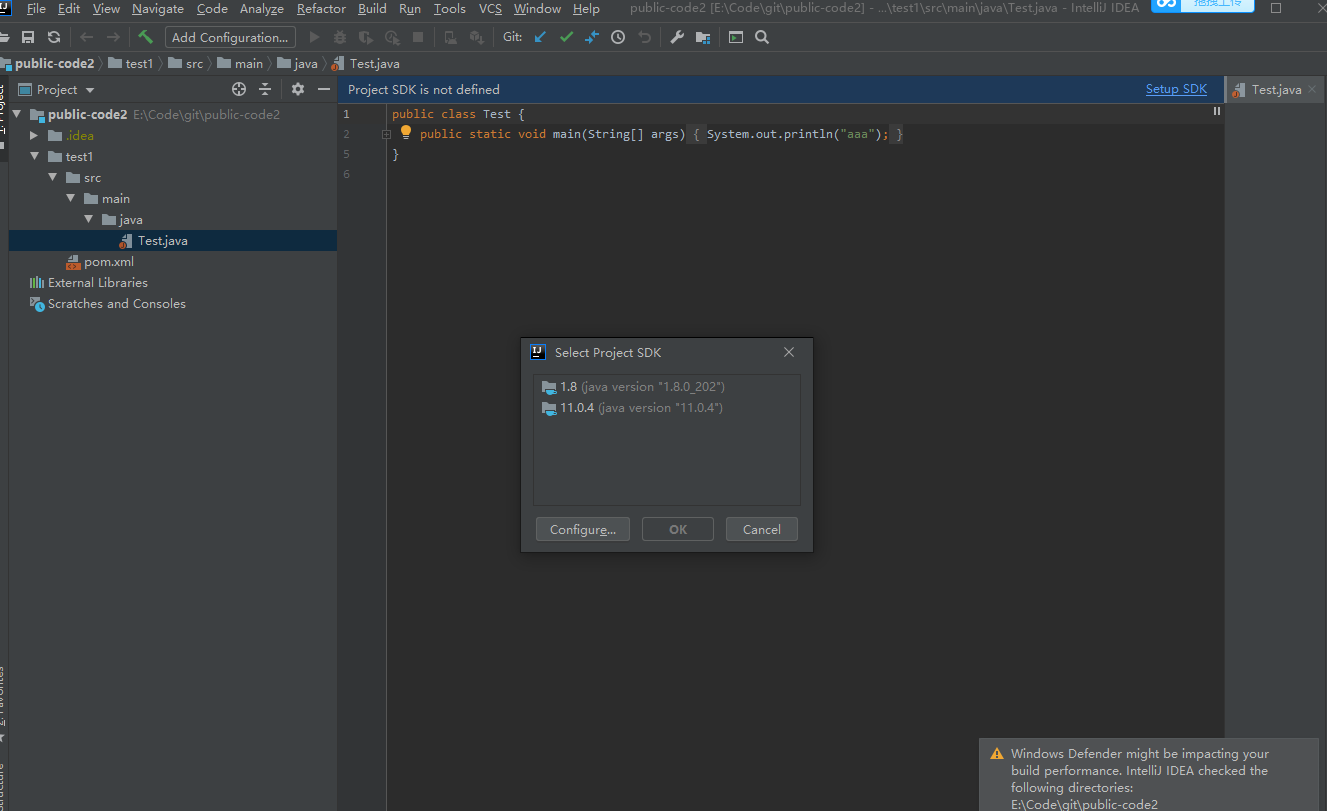 File Edit View Navigate Code Analyze Refactor Build Run Tools VCS Window Help public-code2 [E:\Code\git\public-code2] - ...\test1\src\main\java\Test.java - IntelliJ IDEA 拖拽上传
Add Configuration... Git:
public-code2 test1 src main java Test.java
Project
Project SDK is not defined Setup SDK
Test.java
public-code2 E:\Code\git\public-code2
.idea
test1
src
main
java
Test.java
pom.xml
External Libraries
Scratches and Consoles
1 public class Test {
2 public static void main(String[] args) { System.out.println("aaa"); }
5 }
6
Select Project SDK
1.8 (java version "1.8.0_202")
11.0.4 (java version "11.0.4")
Configure... OK Cancel
Windows Defender might be impacting your
build performance. IntelliJ IDEA checked the
following directories:
E:\Code\git\public-code2